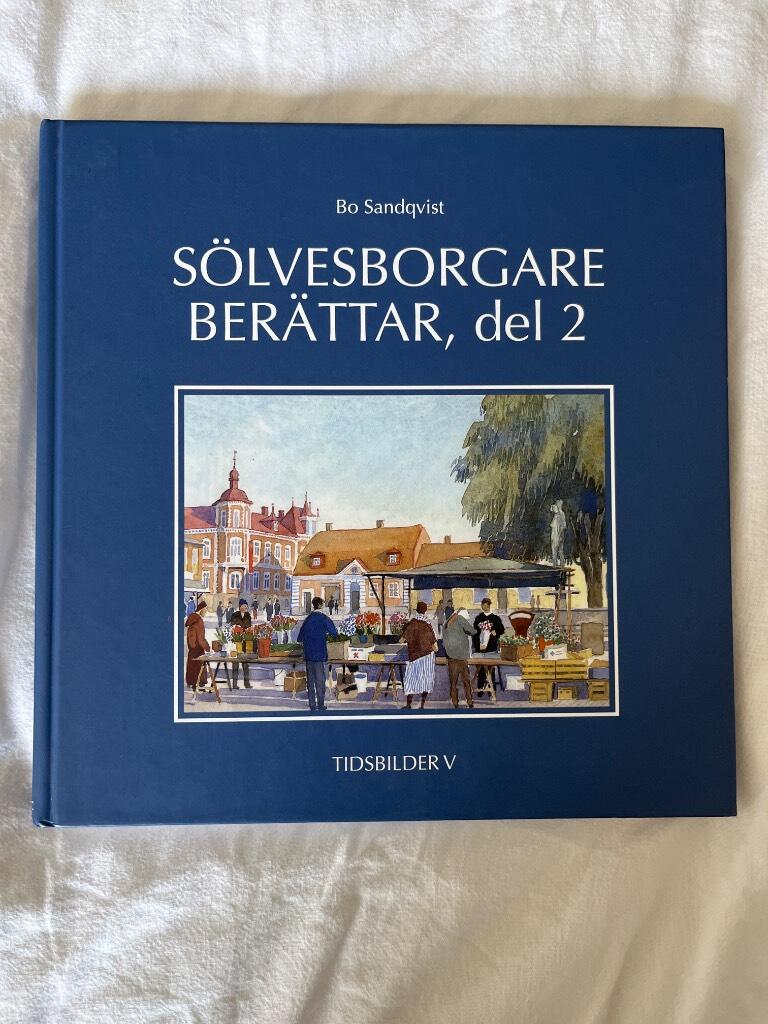 Bo Sandqvist
SÖLVESBORGARE
BERÄTTAR, del 2
TIDSBILDER V